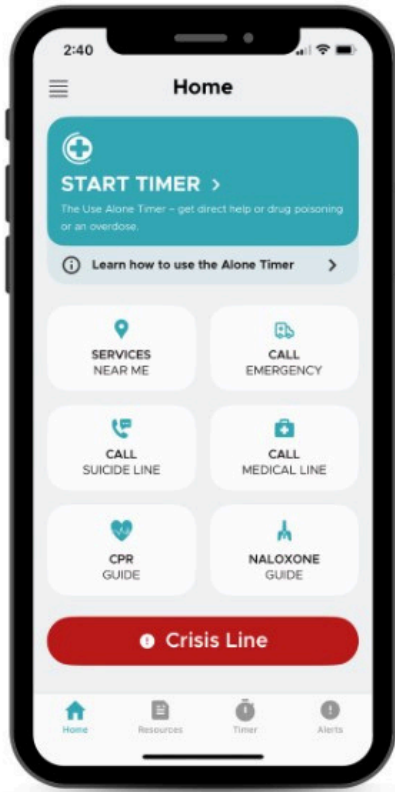 2:40
Home
START TIMER >
The Use Alone Timer – get direct help or drug poisoning
or an overdose.
Learn how to use the Alone Timer >
SERVICES
NEAR ME
CALL
EMERGENCY
CALL
SUICIDE LINE
CALL
MEDICAL LINE
CPR
GUIDE
NALOXONE
GUIDE
Crisis Line
Home
Resources
Timer
Alerts